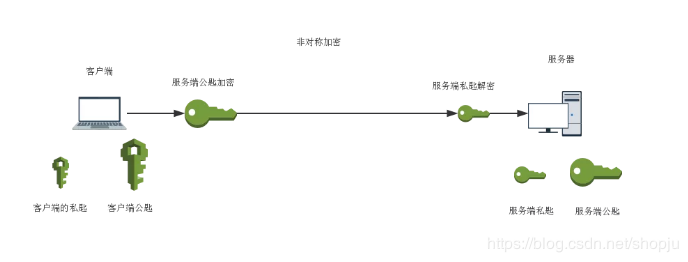 非对称加密
客户端
服务器
服务端公匙加密
服务端私匙解密
客户端的私匙
客户端公匙
服务端私匙
服务端公匙
https://blog.csdn.net/shopju